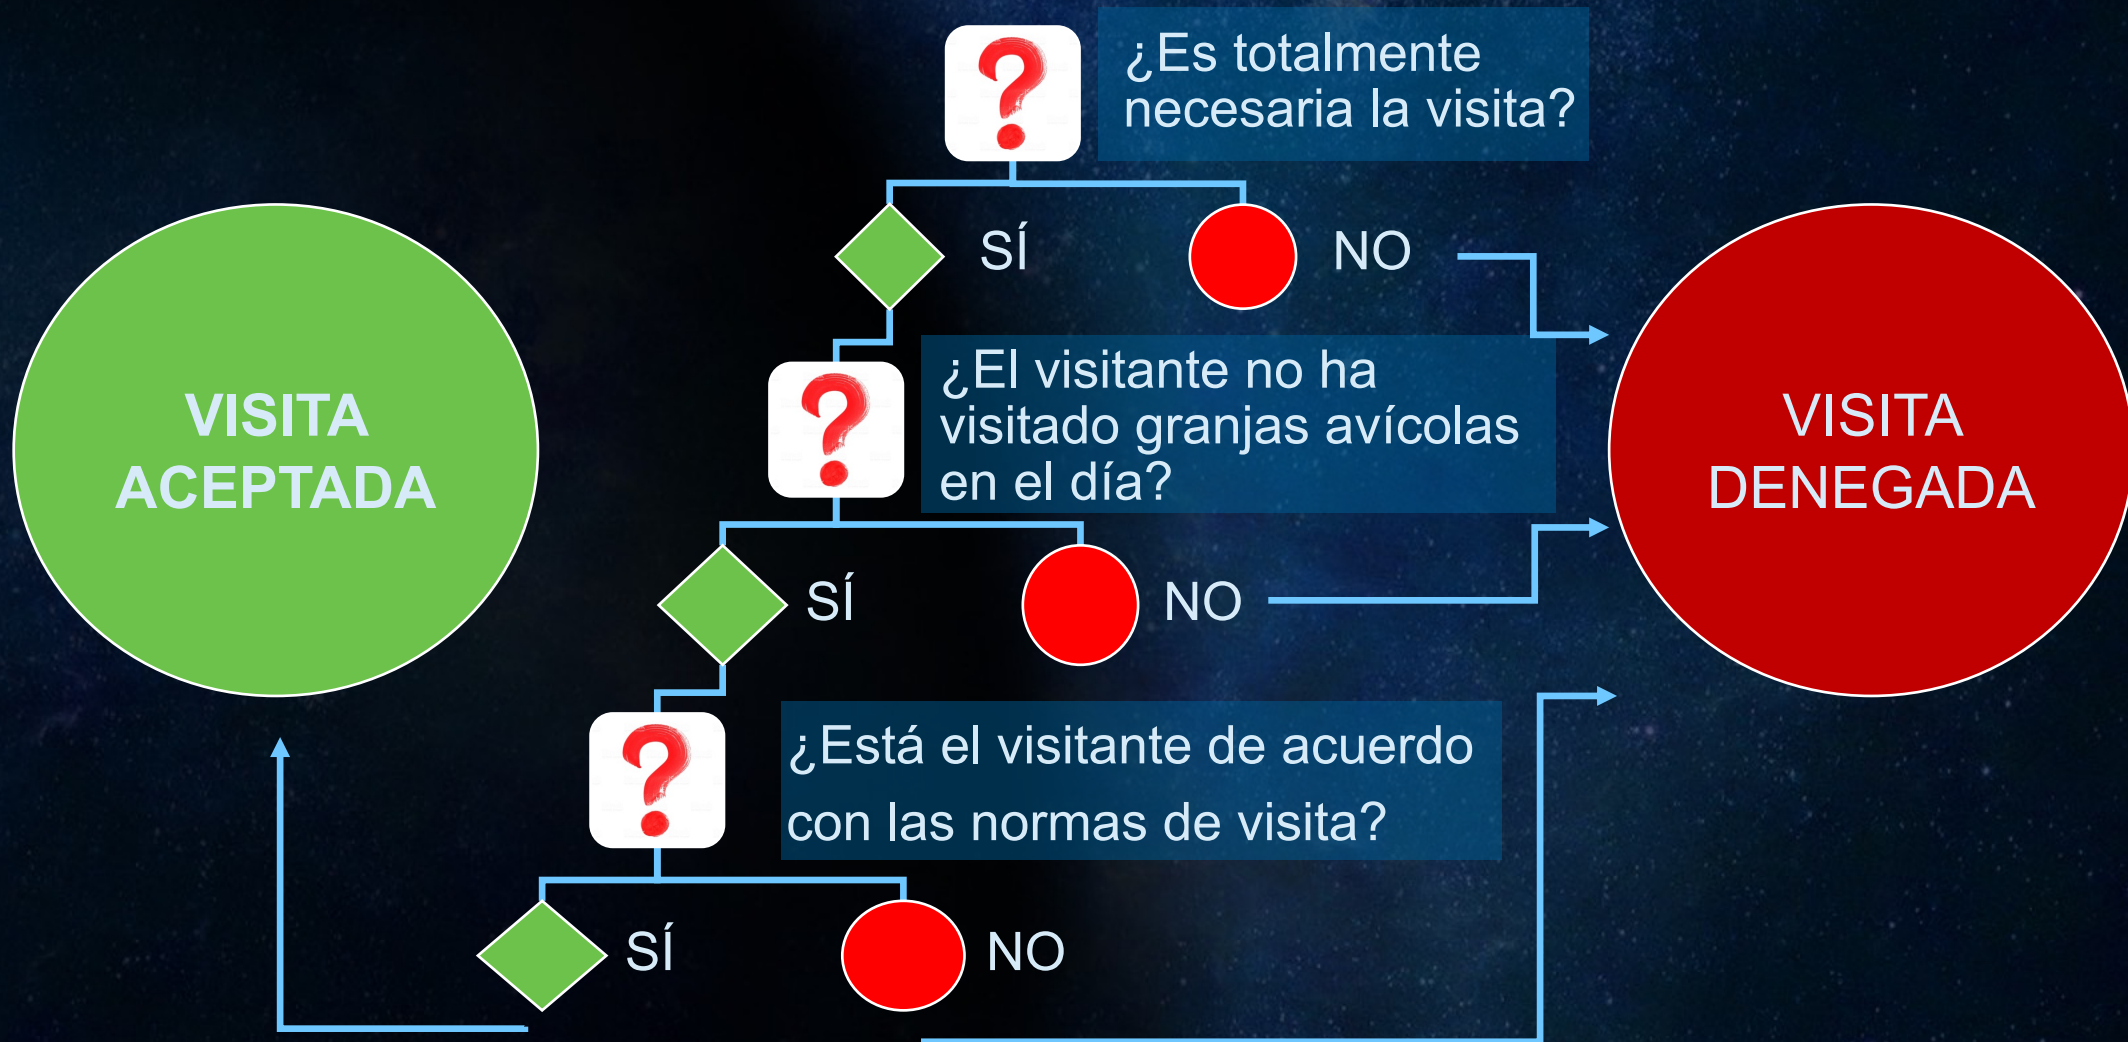 ¿Es totalmente
necesaria la visita?
SÍ
NO
VISITA
ACEPTADA
¿El visitante no ha
visitado granjas avícolas
en el día?
VISITA
DENEGADA
SÍ
NO
¿Está el visitante de acuerdo
con las normas de visita?
SÍ
NO